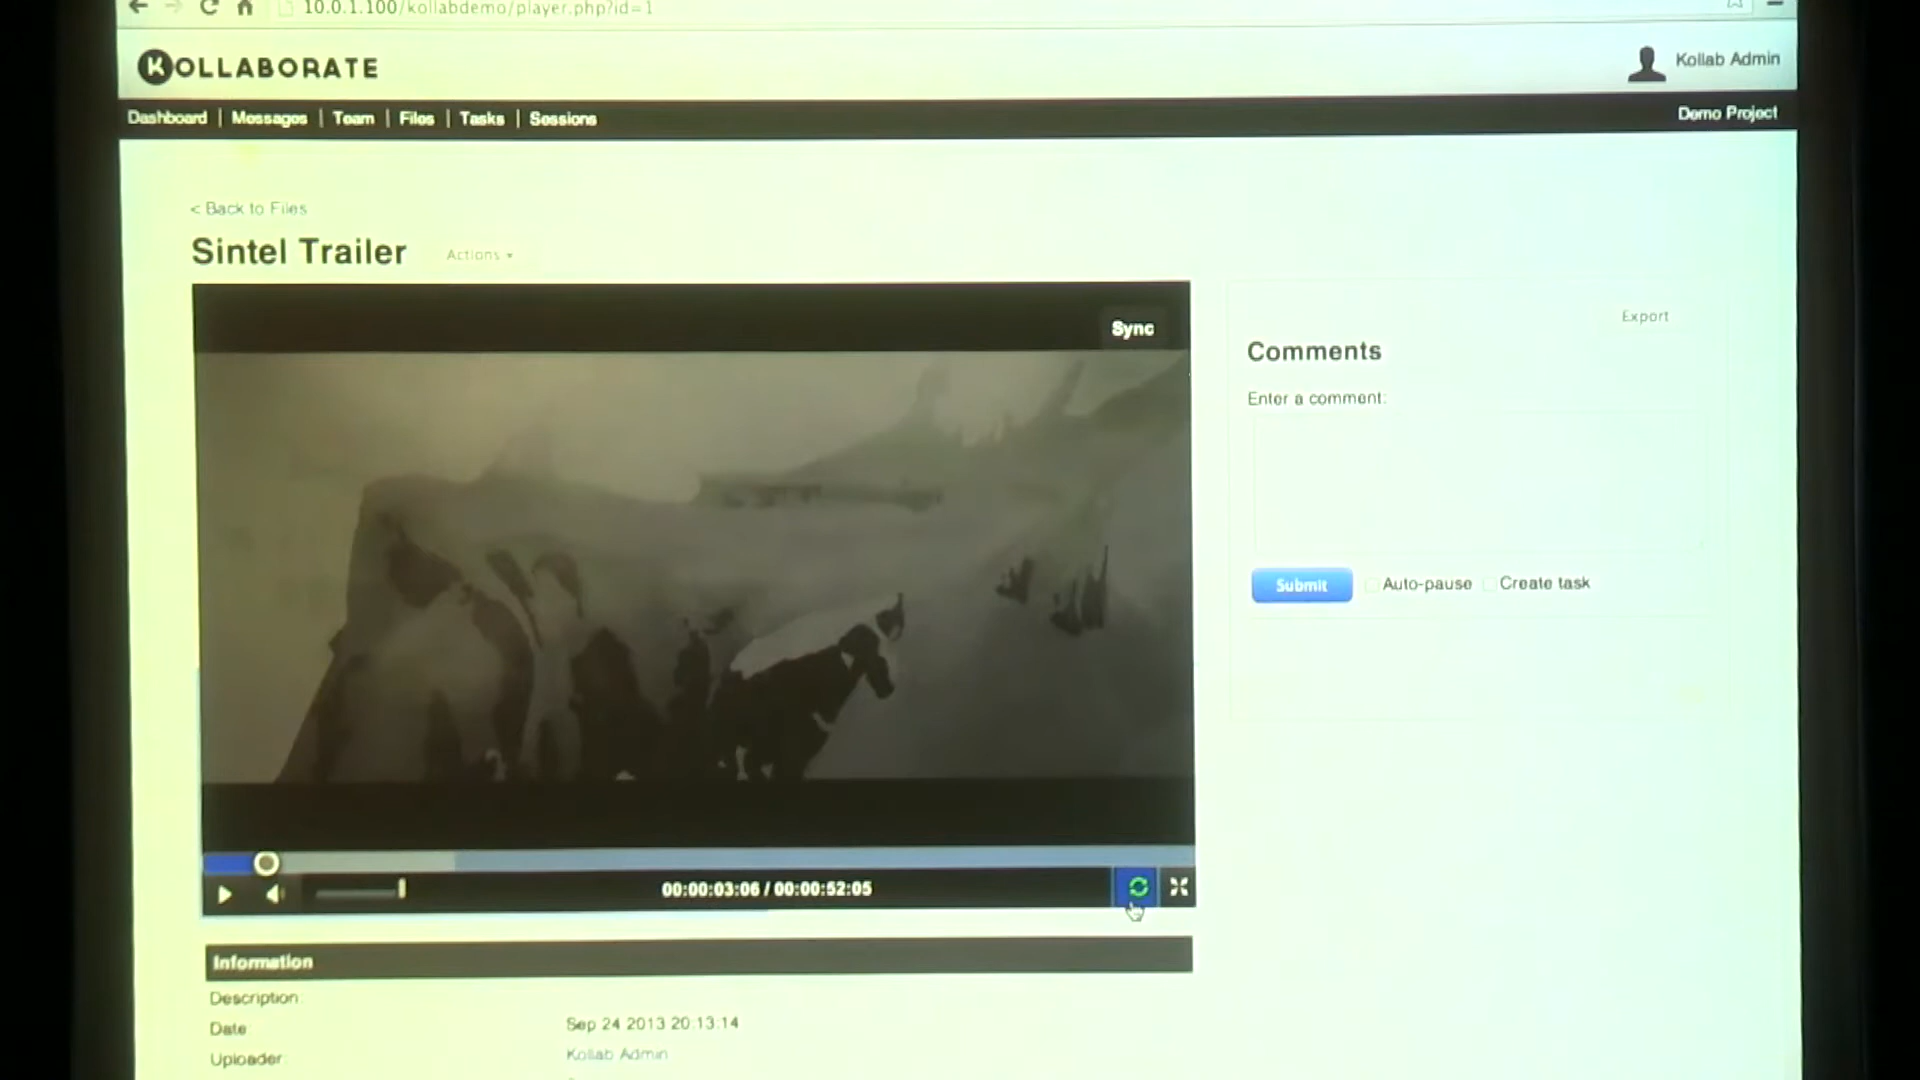 10.0.1.100/kollabdemo/player.php?id=1
KOLLABORATE
Kollab Admin
Dashboard | Messages | Team | Files | Tasks | Sessions
Demo Project
< Back to Files
Sintel Trailer
Actions
Sync
Export
Comments
Enter a comment:
Submit
Auto-pause
Create task
00:00:03:06 / 00:00:52:05
Information
Description:
Date
Sep 24 2013 20:13:14
Uploader:
Kollab Admin